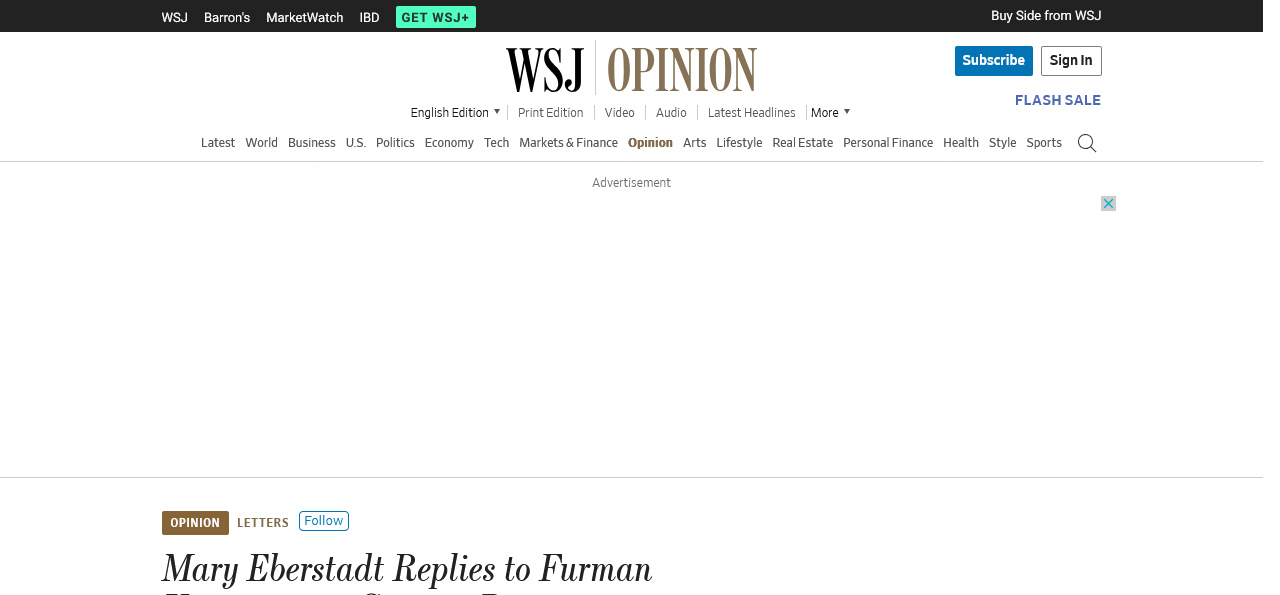 WSJ Barron's MarketWatch IBD GET WSJ+ Buy Side from WSJ
WSJ OPINION
Subscribe Sign In
FLASH SALE
English Edition Print Edition Video Audio Latest Headlines More
Latest World Business U.S. Politics Economy Tech Markets & Finance Opinion Arts Lifestyle Real Estate Personal Finance Health Style Sports
Advertisement
OPINION LETTERS Follow
Mary Eberstadt Replies to Furman